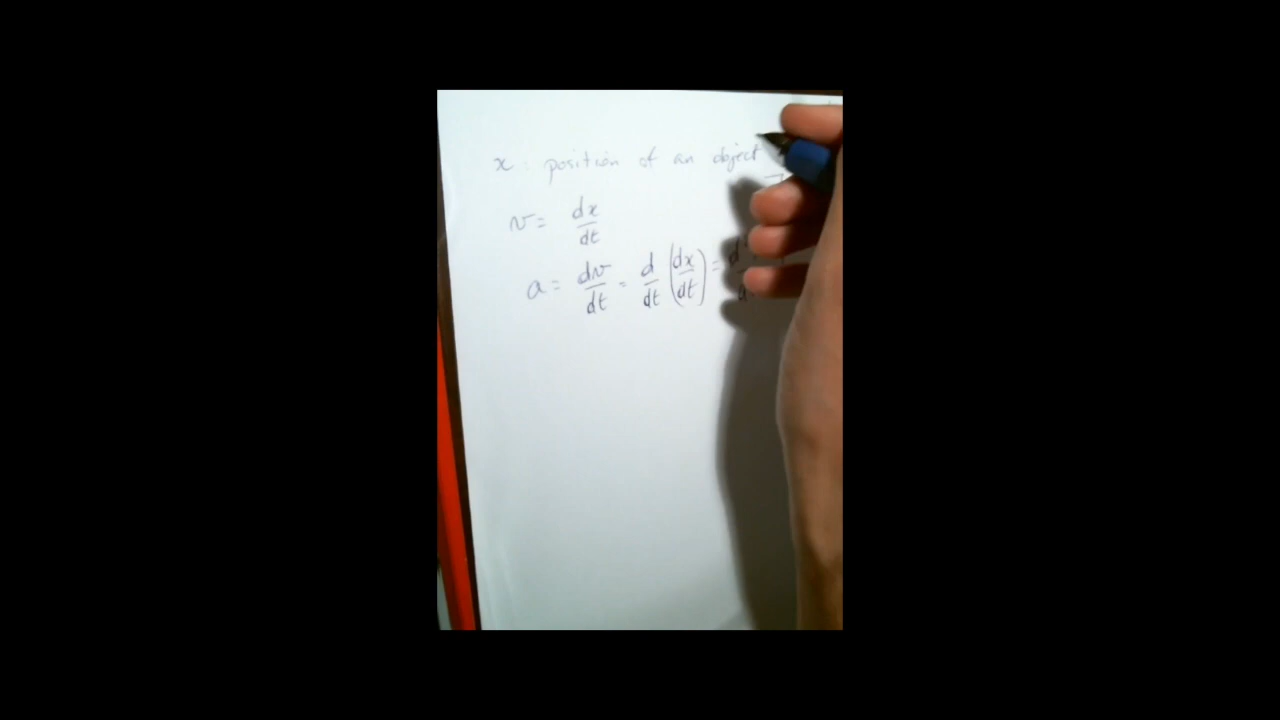 x : position of an object
v = dx/dt
a = dv/dt = d/dt (dx/dt) =